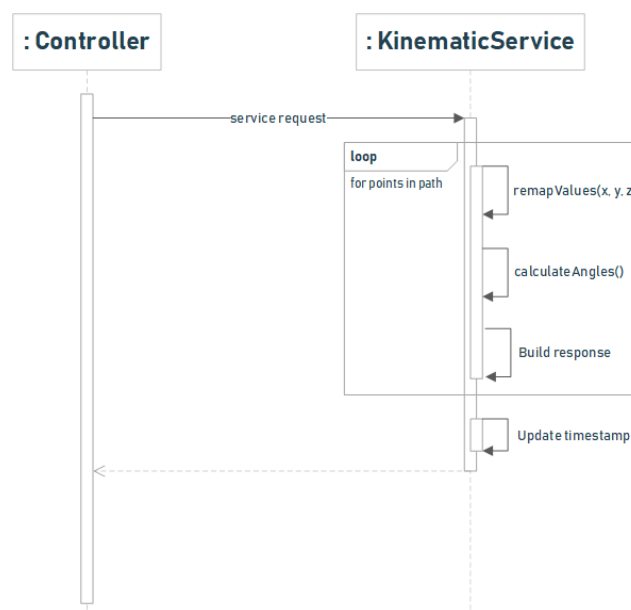 : Controller
: KinematicService
service request
loop
for points in path
remapValues(x, y, z
calculateAngles()
Build response
Update timestamp